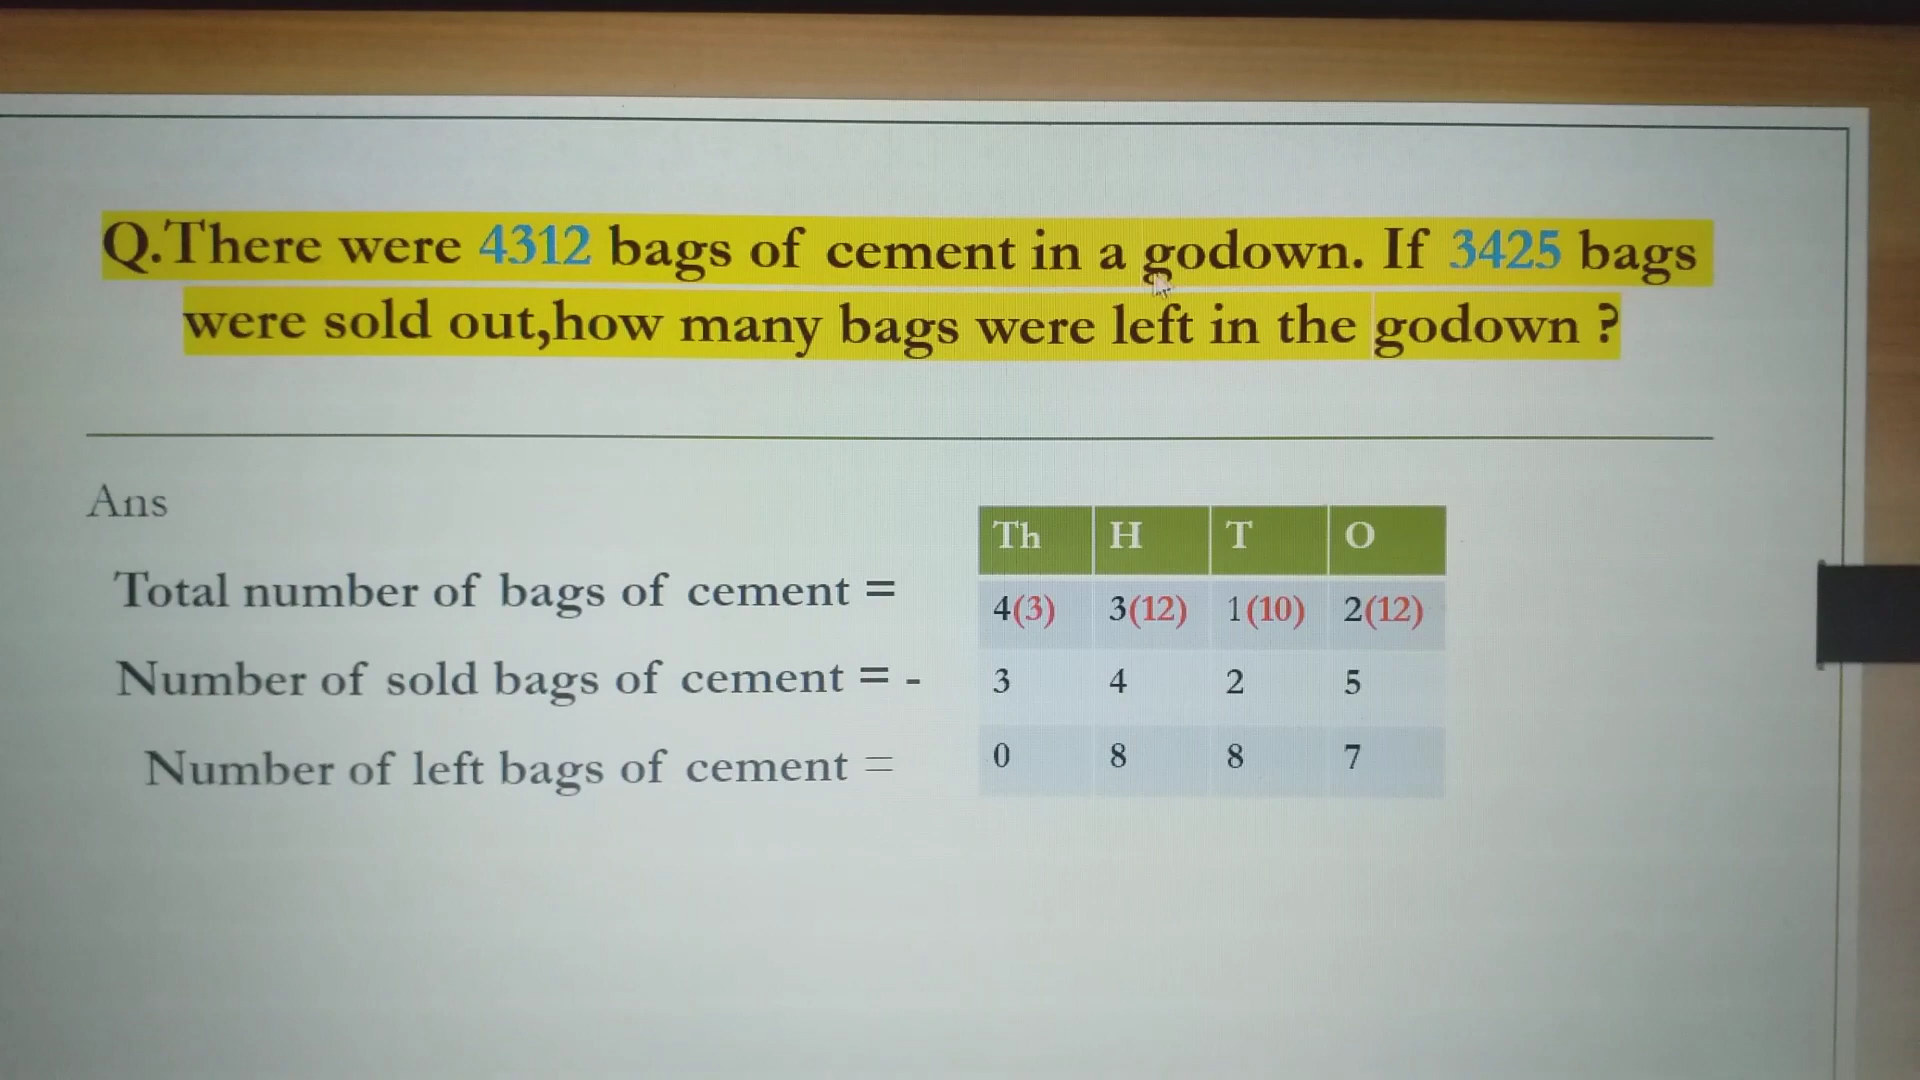 Q.There were 4312 bags of cement in a godown. If 3425 bags
were sold out,how many bags were left in the godown ?
Ans
Th H T O
Total number of bags of cement = 4(3) 3(12) 1(10) 2(12)
Number of sold bags of cement = - 3 4 2 5
Number of left bags of cement = 0 8 8 7